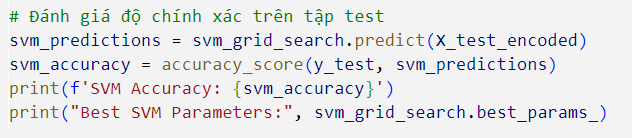 # Đánh giá độ chính xác trên tập test
svm_predictions = svm_grid_search.predict(X_test_encoded)
svm_accuracy = accuracy_score(y_test, svm_predictions)
print(f'SVM Accuracy: {svm_accuracy}')
print("Best SVM Parameters:", svm_grid_search.best_params_)